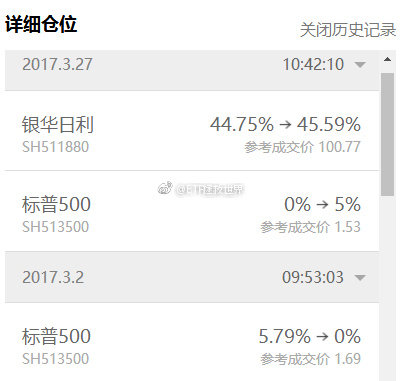 详细仓位 关闭历史记录
2017.3.27 10:42:10
银华日利 44.75% → 45.59%
SH511880 参考成交价 100.77
标普500 0% → 5%
SH513500 参考成交价 1.53
2017.3.2 09:53:03
标普500 5.79% → 0%
SH513500 参考成交价 1.69